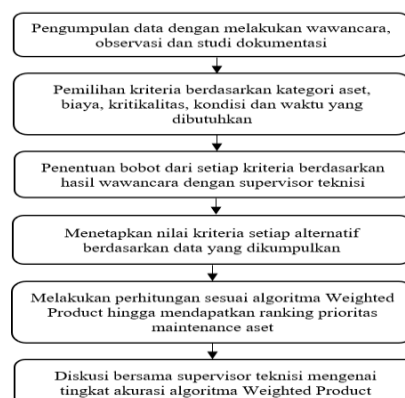 Pengumpulan data dengan melakukan wawancara,
observasi dan studi dokumentasi
Pemilihan kriteria berdasarkan kategori aset,
biaya, kritikalitas, kondisi dan waktu yang
dibutuhkan
Penentuan bobot dari setiap kriteria berdasarkan
hasil wawancara dengan supervisor teknisi
Menetapkan nilai kriteria setiap alternatif
berdasarkan data yang dikumpulkan
Melakukan perhitungan sesuai algoritma Weighted
Product hingga mendapatkan ranking prioritas
maintenance aset
Diskusi bersama supervisor teknisi mengenai
tingkat akurasi algoritma Weighted Product